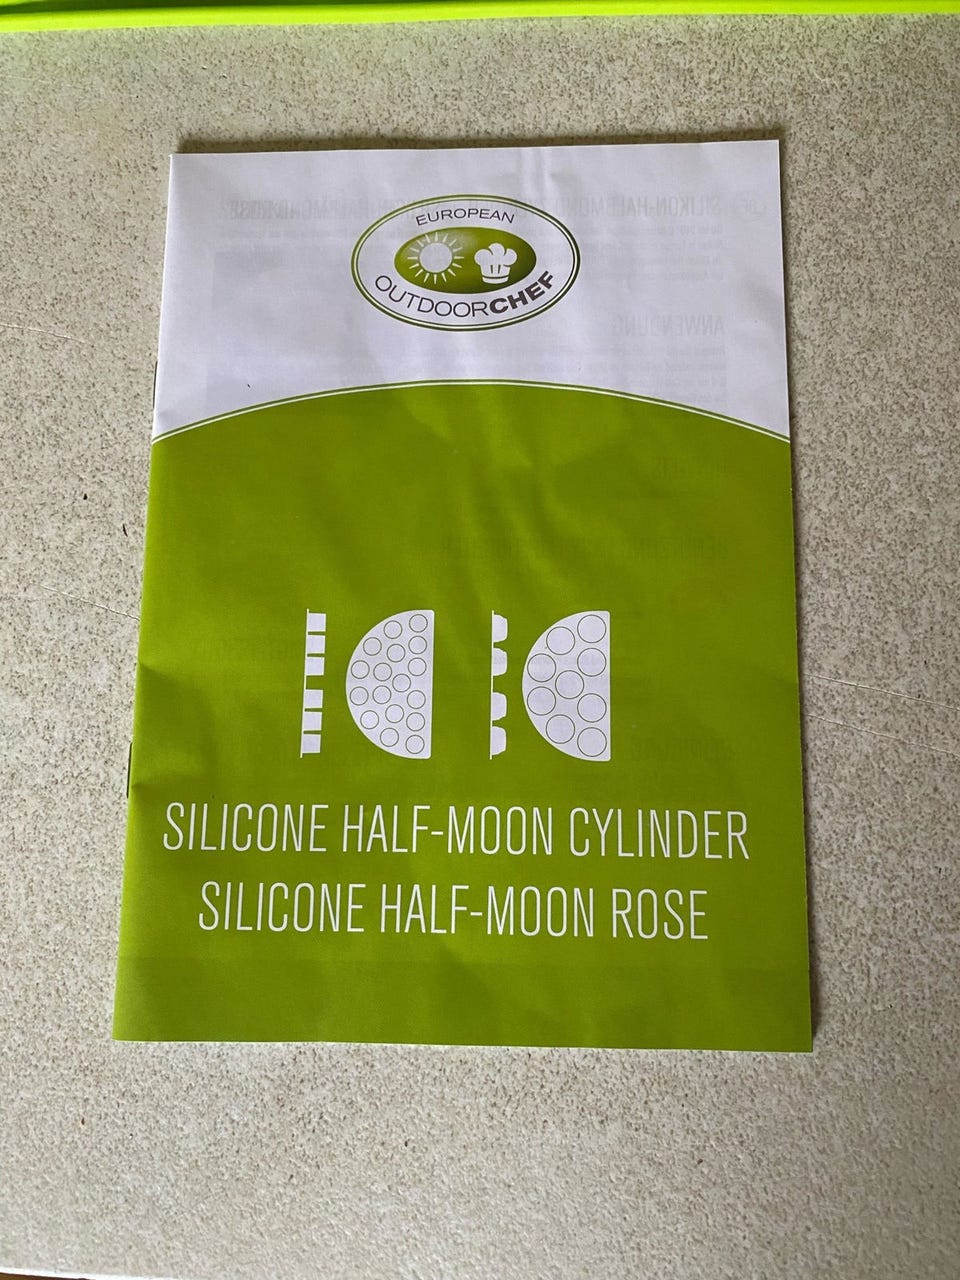 EUROPEAN
OUTDOORCHEF
SILICONE HALF-MOON CYLINDER
SILICONE HALF-MOON ROSE